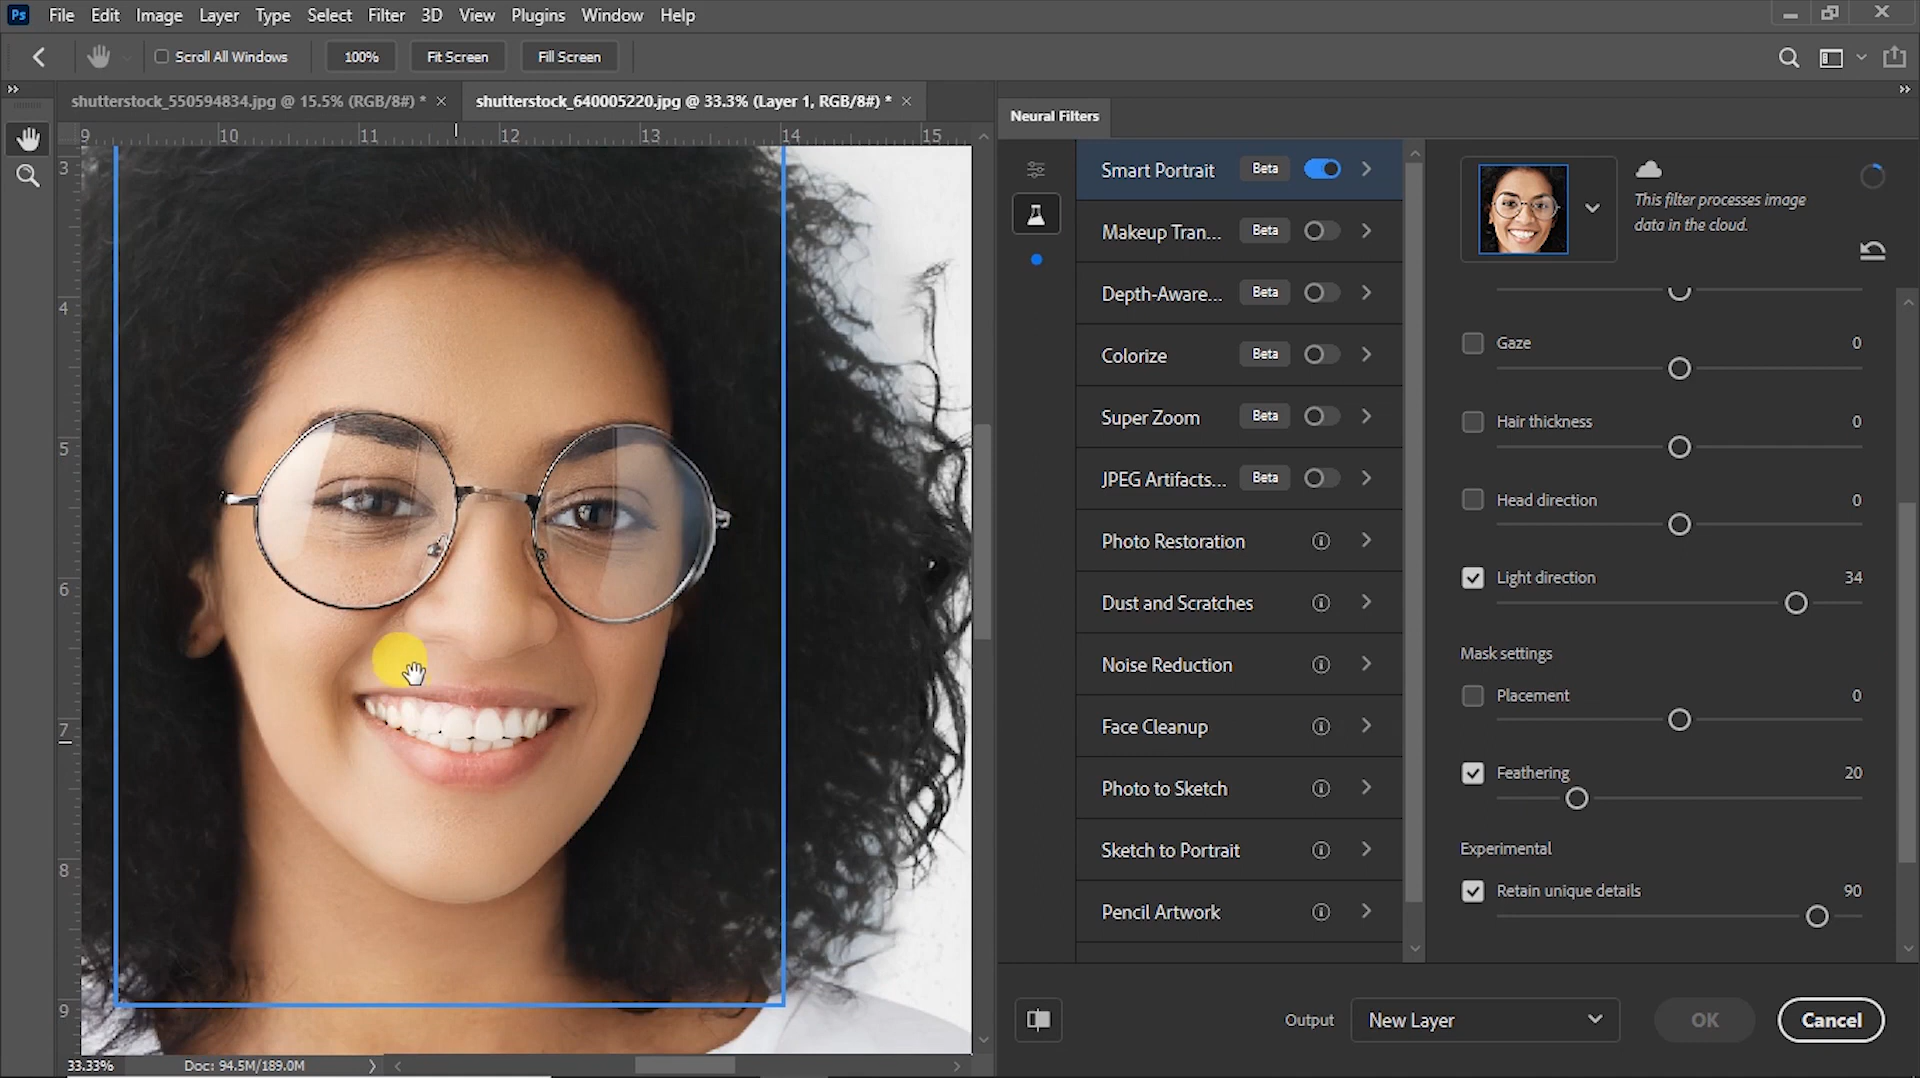 Ps File Edit Image Layer Type Select Filter 3D View Plugins Window Help
Scroll All Windows 100% Fit Screen Fill Screen
shutterstock_550594834.jpg @ 15.5% (RGB/8#) *
shutterstock_640005220.jpg @ 33.3% (Layer 1, RGB/8#) *
9 10 11 12 13 14 15
3
4
5
6
7
8
9
33.33% Doc: 94.5M/189.0M
Neural Filters
Smart Portrait Beta
Makeup Tran... Beta
Depth-Aware... Beta
Colorize Beta
Super Zoom Beta
JPEG Artifacts... Beta
Photo Restoration
Dust and Scratches
Noise Reduction
Face Cleanup
Photo to Sketch
Sketch to Portrait
Pencil Artwork
This filter processes image
data in the cloud.
Gaze 0
Hair thickness 0
Head direction 0
Light direction 34
Mask settings
Placement 0
Feathering 20
Experimental
Retain unique details 90
Output New Layer OK Cancel